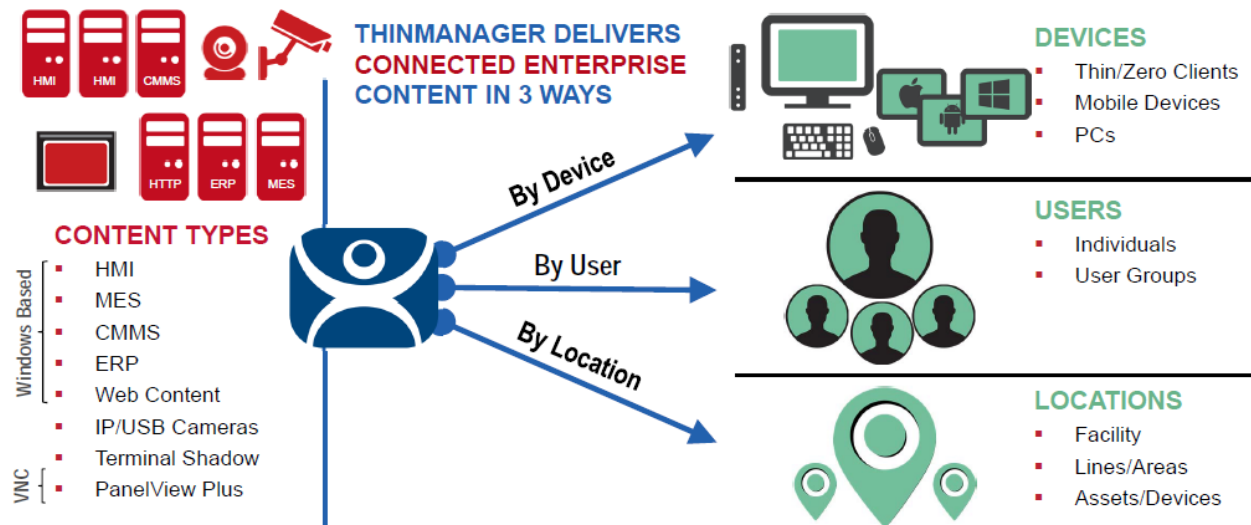 HMI
HMI
CMMS
HTTP
ERP
MES
THINMANAGER DELIVERS
CONNECTED ENTERPRISE
CONTENT IN 3 WAYS
CONTENT TYPES
Windows Based
▪ HMI
▪ MES
▪ CMMS
▪ ERP
▪ Web Content
▪ IP/USB Cameras
▪ Terminal Shadow
VNC
▪ PanelView Plus
By Device
By User
By Location
DEVICES
▪ Thin/Zero Clients
▪ Mobile Devices
▪ PCs
USERS
▪ Individuals
▪ User Groups
LOCATIONS
▪ Facility
▪ Lines/Areas
▪ Assets/Devices